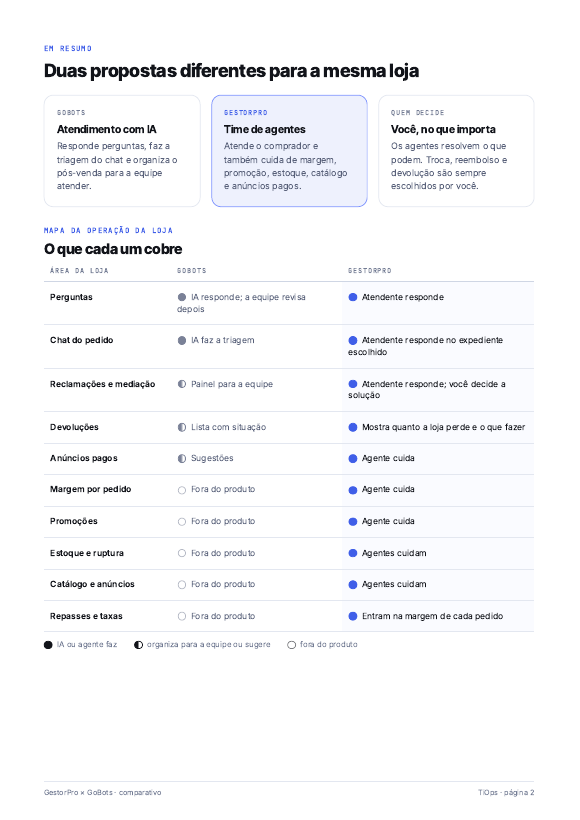 EM RESUMO
Duas propostas diferentes para a mesma loja
GOBOTS
Atendimento com IA
Responde perguntas, faz a
triagem do chat e organiza o
pós-venda para a equipe
atender.
GESTORPRO
Time de agentes
Atende o comprador e
também cuida de margem,
promoção, estoque, catálogo
e anúncios pagos.
QUEM DECIDE
Você, no que importa
Os agentes resolvem o que
podem. Troca, reembolso e
devolução são sempre
escolhidos por você.
MAPA DA OPERAÇÃO DA LOJA
O que cada um cobre
ÁREA DA LOJA GOBOTS GESTORPRO
Perguntas IA responde; a equipe revisa depois Atendente responde
Chat do pedido IA faz a triagem Atendente responde no expediente escolhido
Reclamações e mediação Painel para a equipe Atendente responde; você decide a solução
Devoluções Lista com situação Mostra quanto a loja perde e o que fazer
Anúncios pagos Sugestões Agente cuida
Margem por pedido Fora do produto Agente cuida
Promoções Fora do produto Agente cuida
Estoque e ruptura Fora do produto Agentes cuidam
Catálogo e anúncios Fora do produto Agentes cuidam
Repasses e taxas Fora do produto Entram na margem de cada pedido
IA ou agente faz organiza para a equipe ou sugere fora do produto
GestorPro × GoBots · comparativo TiOps · página 2